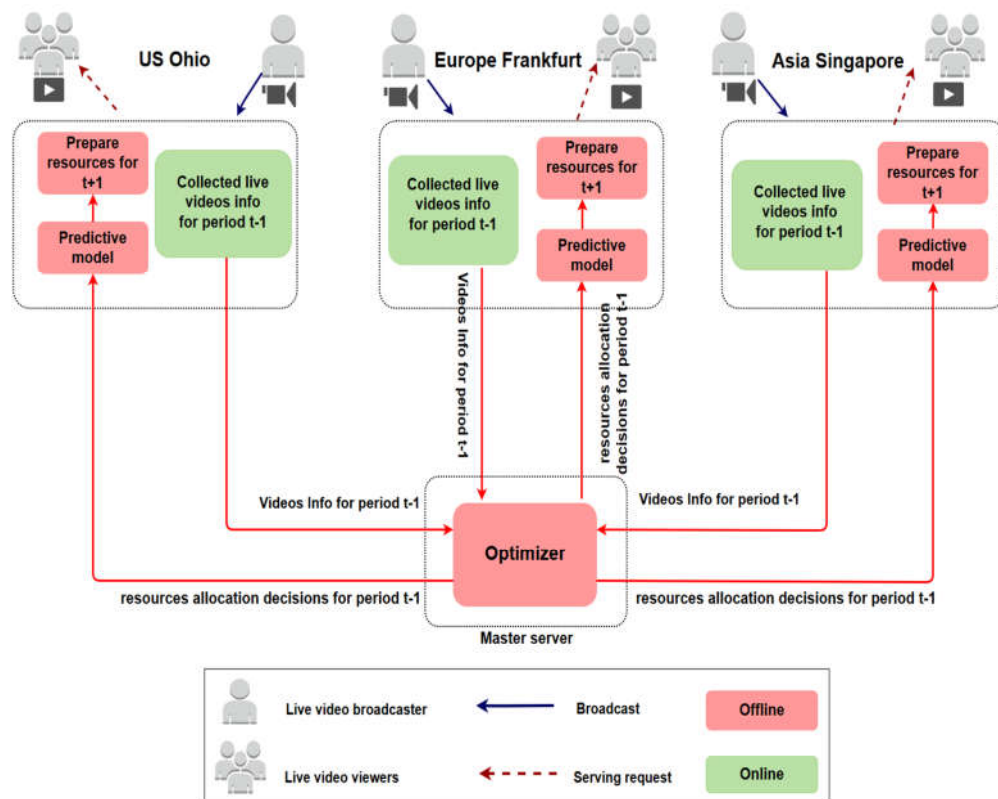 US Ohio
Europe Frankfurt
Asia Singapore
Prepare
resources for
t+1
Predictive
model
Collected live
videos info
for period t-1
Collected live
videos info
for period t-1
Prepare
resources for
t+1
Predictive
model
Collected live
videos info
for period t-1
Prepare
resources for
t+1
Predictive
model
Videos Info for period t-1
resources allocation
decisions for period t-1
Videos Info for period t-1
Videos Info for period t-1
Optimizer
resources allocation decisions for period t-1
resources allocation decisions for period t-1
Master server
Live video broadcaster
Broadcast
Offline
Live video viewers
Serving request
Online